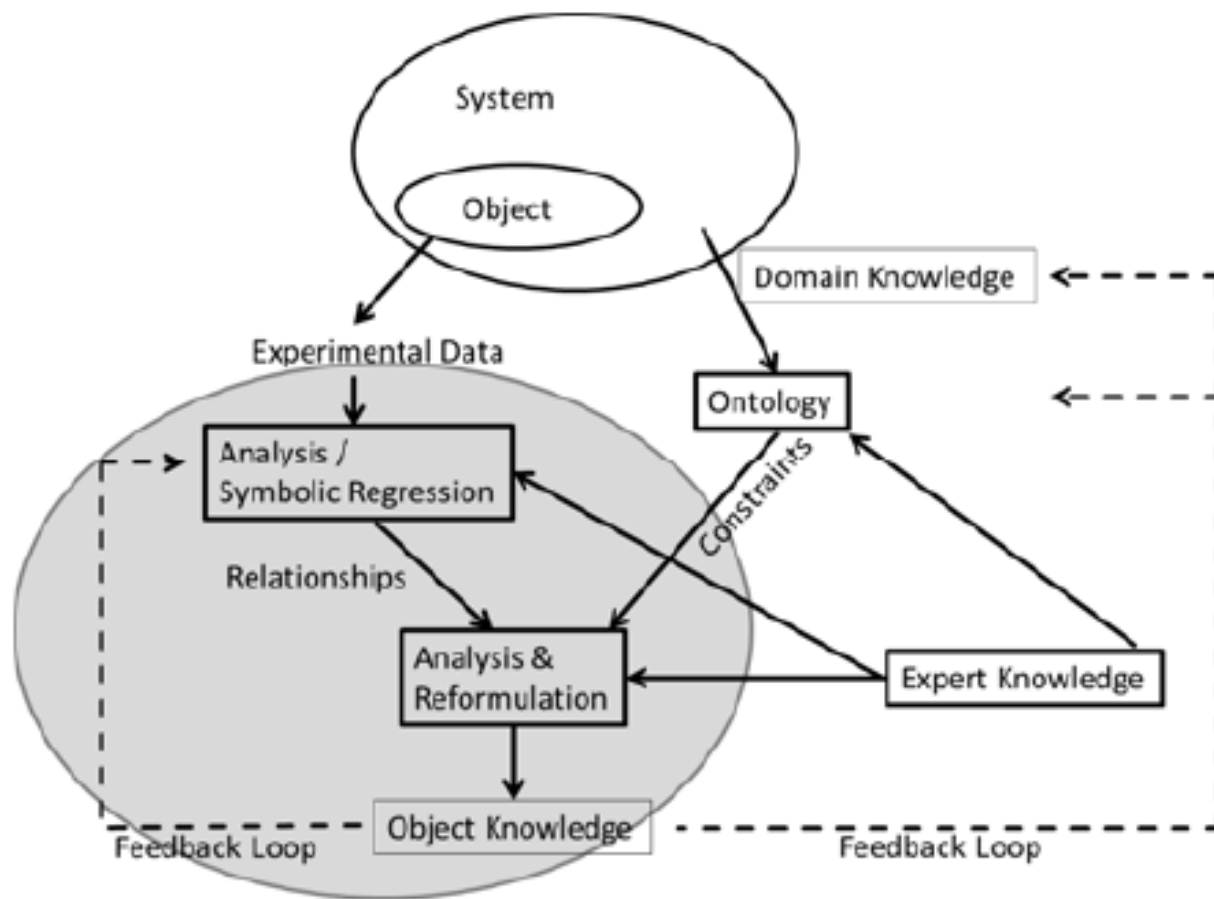 System
Object
Domain Knowledge
Experimental Data
Ontology
Analysis /
Symbolic Regression
Constraints
Relationships
Analysis &
Reformulation
Expert Knowledge
Object Knowledge
Feedback Loop
Feedback Loop